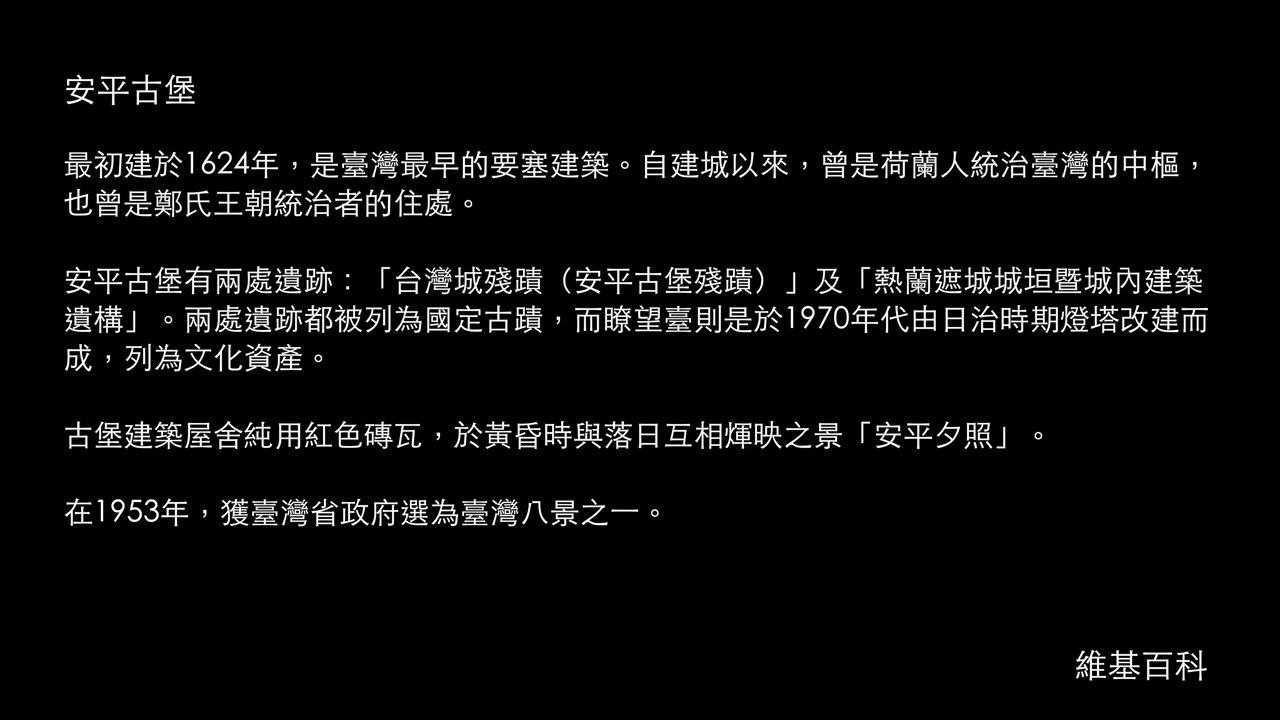 安平古堡
最初建於1624年，是臺灣最早的要塞建築。自建城以來，曾是荷蘭人統治臺灣的中樞，
也曾是鄭氏王朝統治者的住處。
安平古堡有兩處遺跡：「台灣城殘蹟（安平古堡殘蹟）」及「熱蘭遮城城垣暨城內建築
遺構」。兩處遺跡都被列為國定古蹟，而瞭望臺則是於1970年代由日治時期燈塔改建而
成，列為文化資產。
古堡建築屋舍純用紅色磚瓦，於黃昏時與落日互相煇映之景「安平夕照」。
在1953年，獲臺灣省政府選為臺灣八景之一。
維基百科